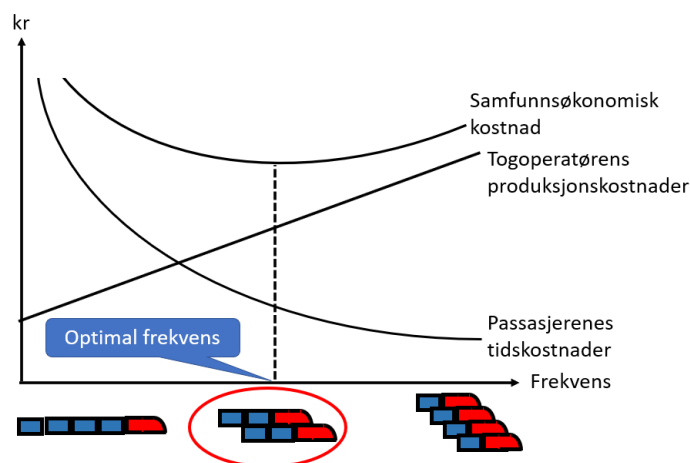 kr
Samfunnsøkonomisk
kostnad
Togoperatørens
produksjonskostnader
Optimal frekvens
Passasjerenes
tidskostnader
Frekvens